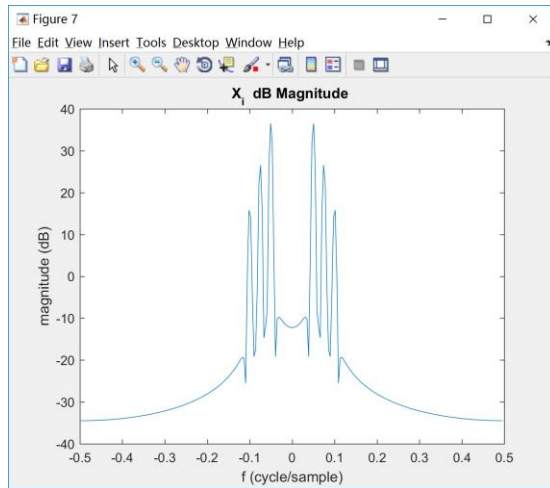 Figure 7
File Edit View Insert Tools Desktop Window Help
X_i dB Magnitude
40
30
20
10
0
-10
-20
-30
-40
magnitude (dB)
-0.5 -0.4 -0.3 -0.2 -0.1 0 0.1 0.2 0.3 0.4 0.5
f (cycle/sample)